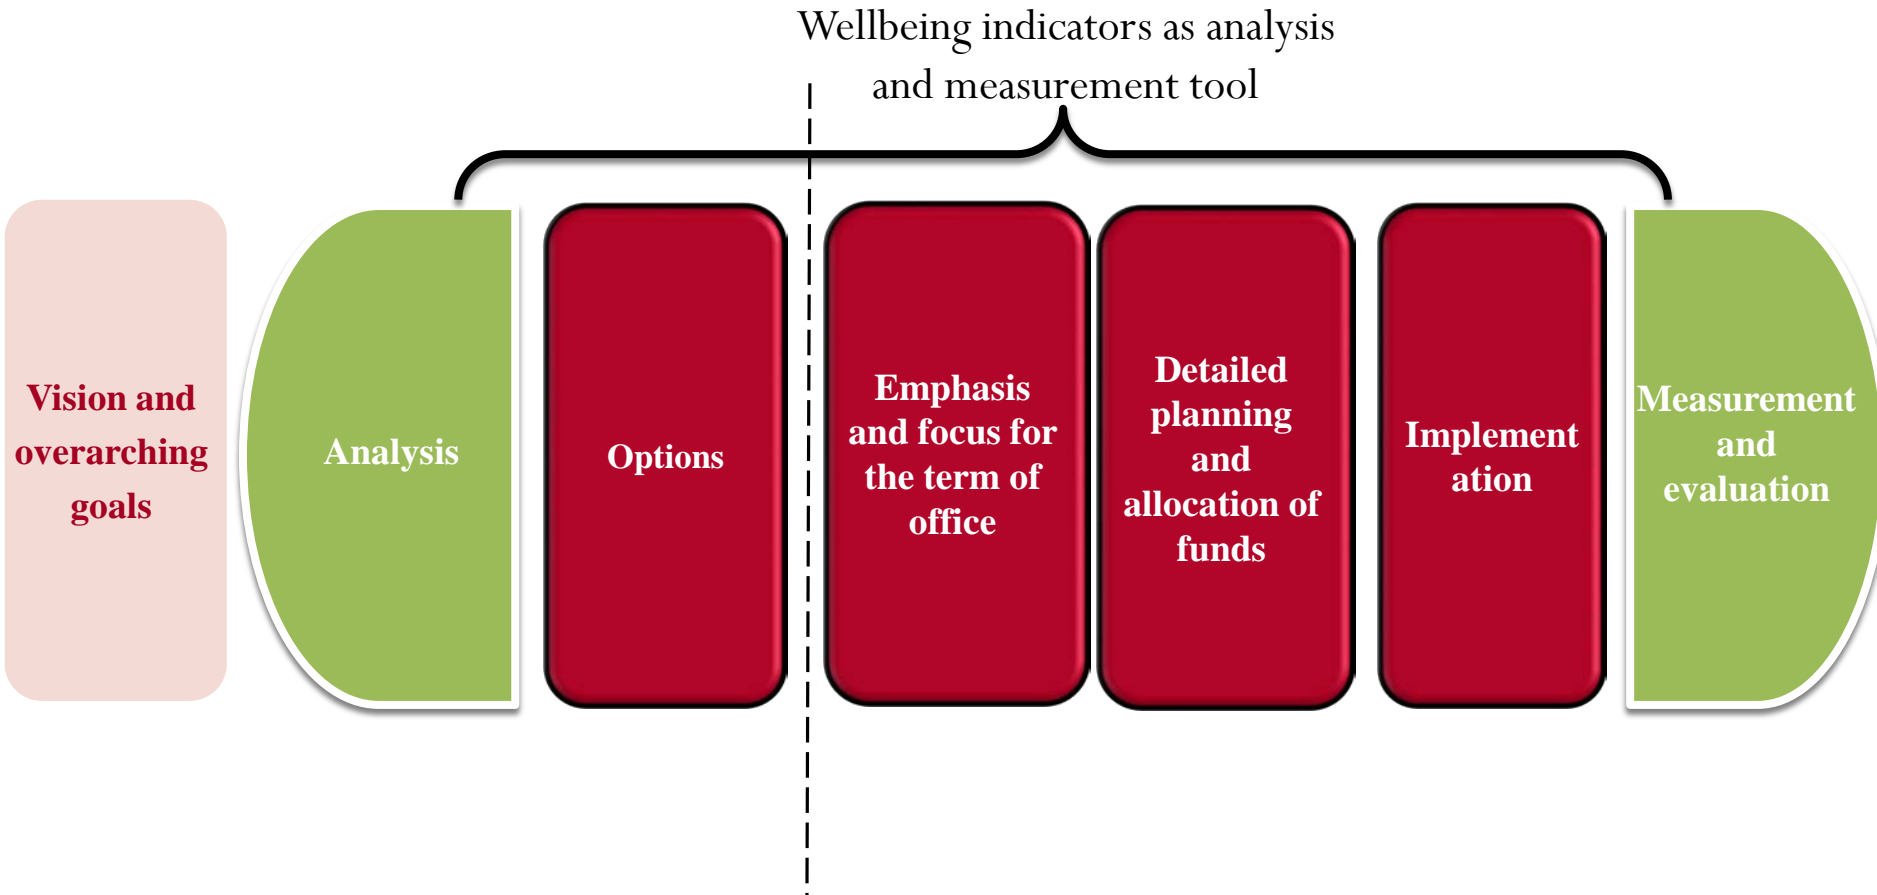 Wellbeing indicators as analysis
and measurement tool
Vision and
overarching
goals
Analysis
Options
Emphasis
and focus for
the term of
office
Detailed
planning
and
allocation of
funds
Implement
ation
Measurement
and
evaluation